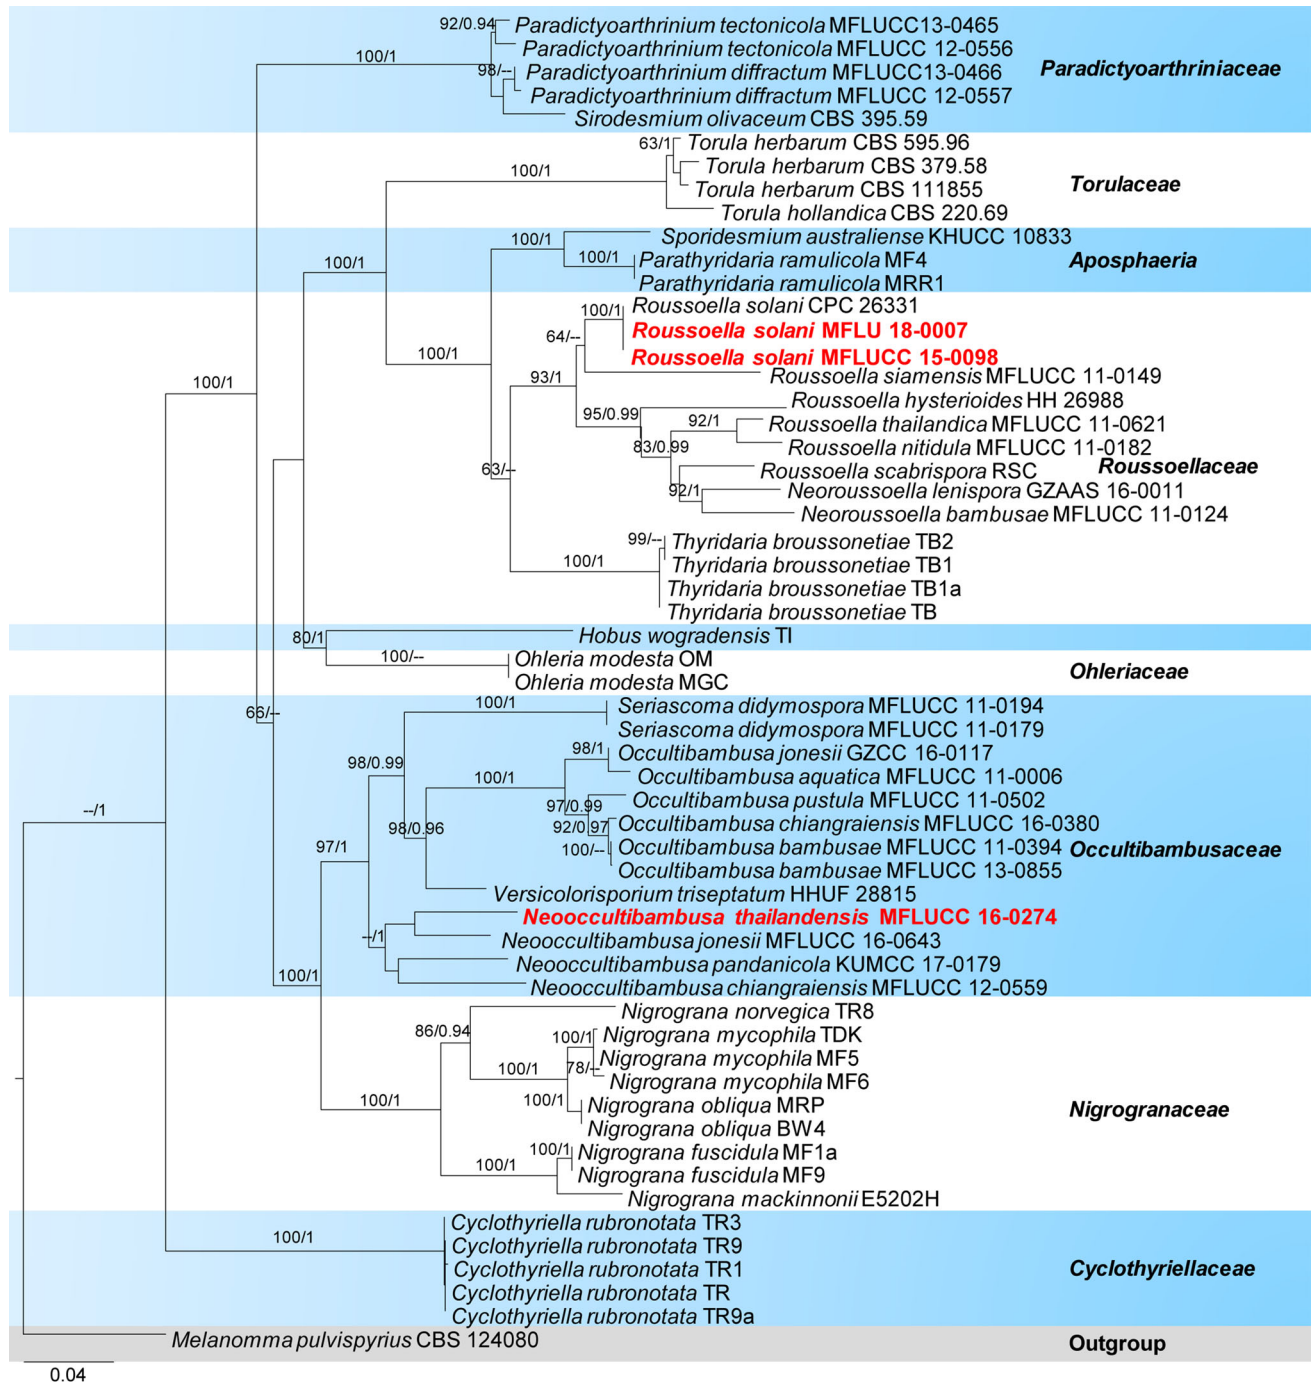 92/0.94
Paradictyoarthrinium tectonicola MFLUCC13-0465
Paradictyoarthrinium tectonicola MFLUCC 12-0556
100/1
98/--
Paradictyoarthrinium diffractum MFLUCC13-0466
Paradictyoarthriniaceae
Paradictyoarthrinium diffractum MFLUCC 12-0557
Sirodesmium olivaceum CBS 395.59
63/1
Torula herbarum CBS 595.96
Torula herbarum CBS 379.58
100/1
Torula herbarum CBS 111855
Torulaceae
Torula hollandica CBS 220.69
100/1
Sporidesmium australiense KHUCC 10833
100/1
100/1
Parathyridaria ramulicola MF4
Aposphaeria
Parathyridaria ramulicola MRR1
100/1
Roussoella solani CPC 26331
64/--
Roussoella solani MFLU 18-0007
100/1
Roussoella solani MFLUCC 15-0098
100/1
93/1
Roussoella siamensis MFLUCC 11-0149
Roussoella hysterioides HH 26988
95/0.99
92/1
Roussoella thailandica MFLUCC 11-0621
83/0.99
Roussoella nitidula MFLUCC 11-0182
63/--
Roussoella scabrispora RSC
Roussoellaceae
92/1
Neoroussoella lenispora GZAAS 16-0011
Neoroussoella bambusae MFLUCC 11-0124
99/--
Thyridaria broussonetiae TB2
100/1
Thyridaria broussonetiae TB1
Thyridaria broussonetiae TB1a
Thyridaria broussonetiae TB
80/1
Hobus wogradensis TI
100/--
Ohleria modesta OM
Ohleriaceae
Ohleria modesta MGC
66/--
100/1
Seriascoma didymospora MFLUCC 11-0194
Seriascoma didymospora MFLUCC 11-0179
98/0.99
98/1
Occultibambusa jonesii GZCC 16-0117
100/1
Occultibambusa aquatica MFLUCC 11-0006
97/0.99
Occultibambusa pustula MFLUCC 11-0502
--/1
98/0.96
92/0.97
Occultibambusa chiangraiensis MFLUCC 16-0380
97/1
100/--
Occultibambusa bambusae MFLUCC 11-0394
Occultibambusaceae
Occultibambusa bambusae MFLUCC 13-0855
Versicolorisporium triseptatum HHUF 28815
Neooccultibambusa thailandensis MFLUCC 16-0274
--/1
Neooccultibambusa jonesii MFLUCC 16-0643
100/1
Neooccultibambusa pandanicola KUMCC 17-0179
Neooccultibambusa chiangraiensis MFLUCC 12-0559
86/0.94
Nigrograna norvegica TR8
100/1
Nigrograna mycophila TDK
100/1
78/--
Nigrograna mycophila MF5
Nigrograna mycophila MF6
100/1
100/1
Nigrograna obliqua MRP
Nigrogranaceae
Nigrograna obliqua BW4
100/1
Nigrograna fuscidula MF1a
100/1
Nigrograna fuscidula MF9
Nigrograna mackinnonii E5202H
100/1
Cyclothyriella rubronotata TR3
Cyclothyriella rubronotata TR9
Cyclothyriella rubronotata TR1
Cyclothyriellaceae
Cyclothyriella rubronotata TR
Cyclothyriella rubronotata TR9a
Melanomma pulvispyrius CBS 124080
Outgroup
0.04